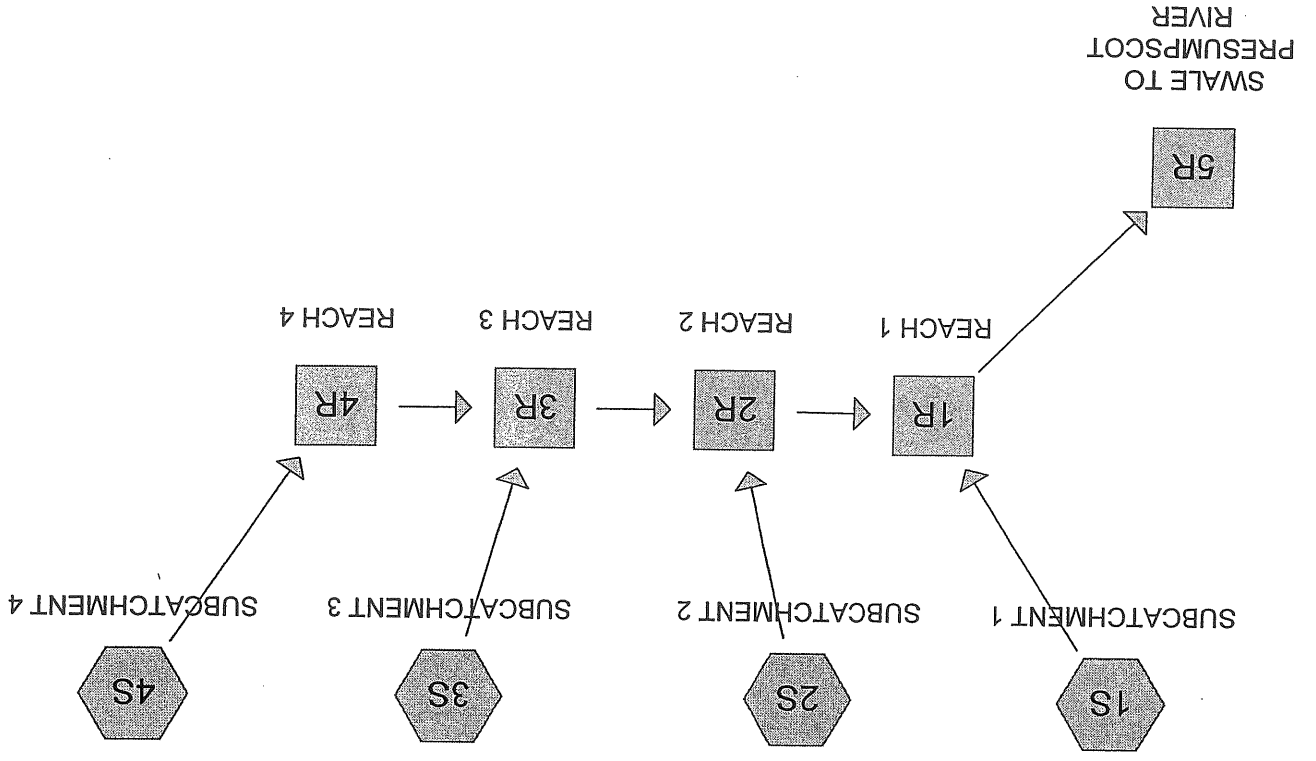 1S
SUBCATCHMENT 1
2S
SUBCATCHMENT 2
3S
SUBCATCHMENT 3
4S
SUBCATCHMENT 4
1R
REACH 1
2R
REACH 2
3R
REACH 3
4R
REACH 4
5R
SWALE TO
PRESUMPSCOT
RIVER